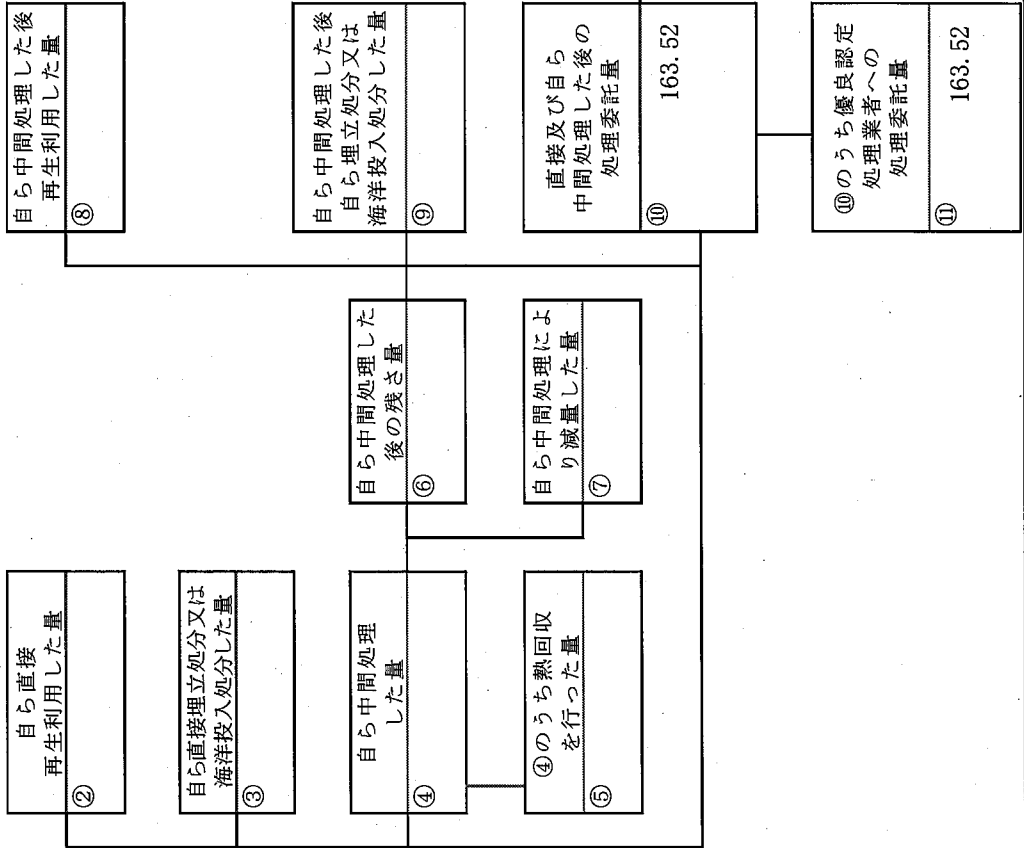 自ら直接
再生利用した量
②
自ら直接埋立処分又は
海洋投入処分した量
③
自ら中間処理
した量
④
④のうち熱回収
を行った量
⑤
自ら中間処理した
後の残さ量
⑥
自ら中間処理によ
り減量した量
⑦
自ら中間処理した後
再生利用した量
⑧
自ら中間処理した後
自ら埋立処分又は
海洋投入処分した量
⑨
直接及び自ら
中間処理した後の
処理委託量
⑩
163.52
⑩のうち優良認定
処理業者への
処理委託量
⑪
163.52